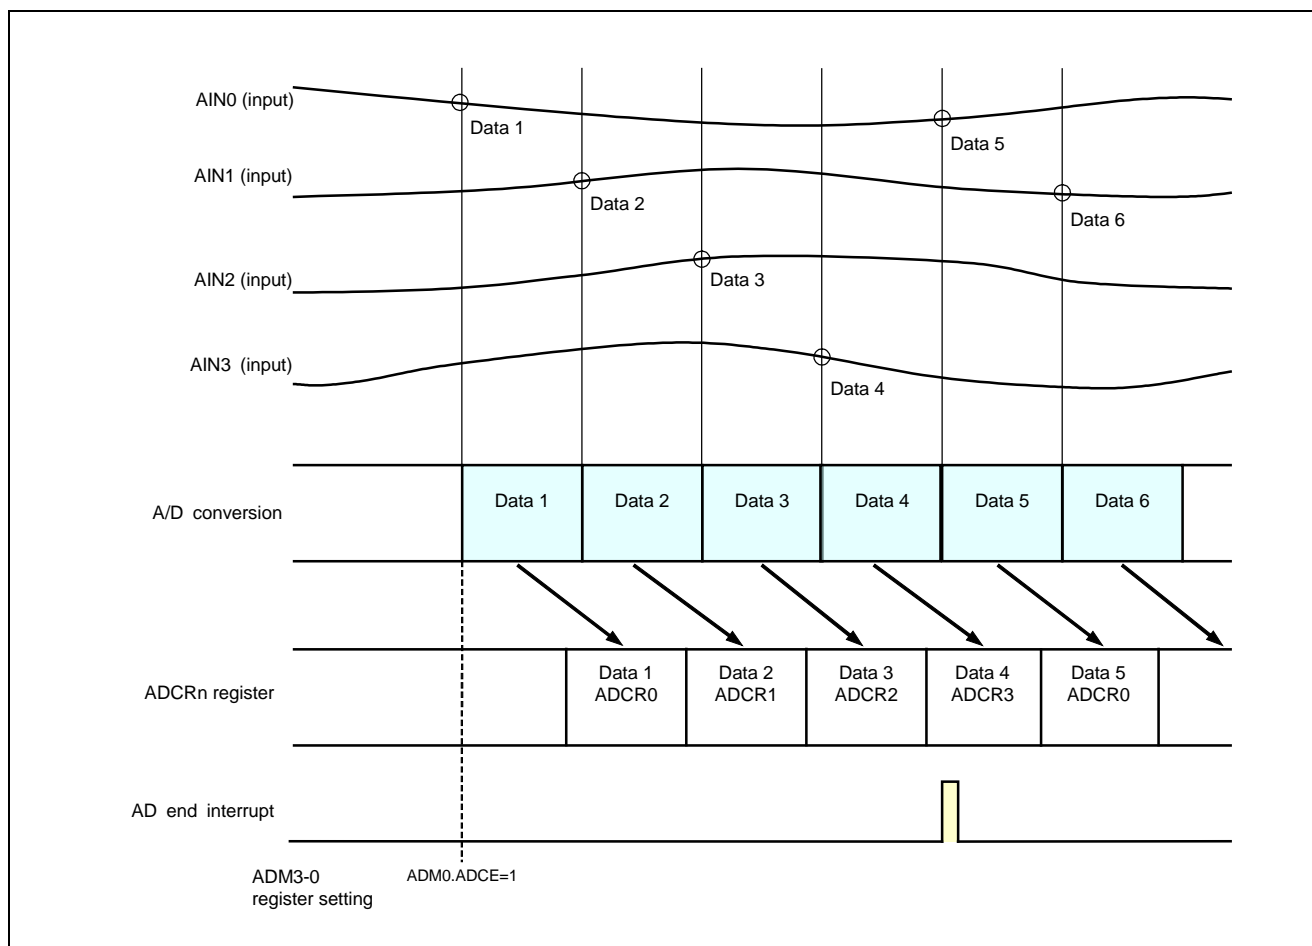 AIN0 (input)
Data 1
Data 5
AIN1 (input)
Data 2
Data 6
AIN2 (input)
Data 3
AIN3 (input)
Data 4
A/D conversion
Data 1
Data 2
Data 3
Data 4
Data 5
Data 6
ADCRn register
Data 1
ADCR0
Data 2
ADCR1
Data 3
ADCR2
Data 4
ADCR3
Data 5
ADCR0
AD end interrupt
ADM3-0
register setting
ADM0.ADCE=1